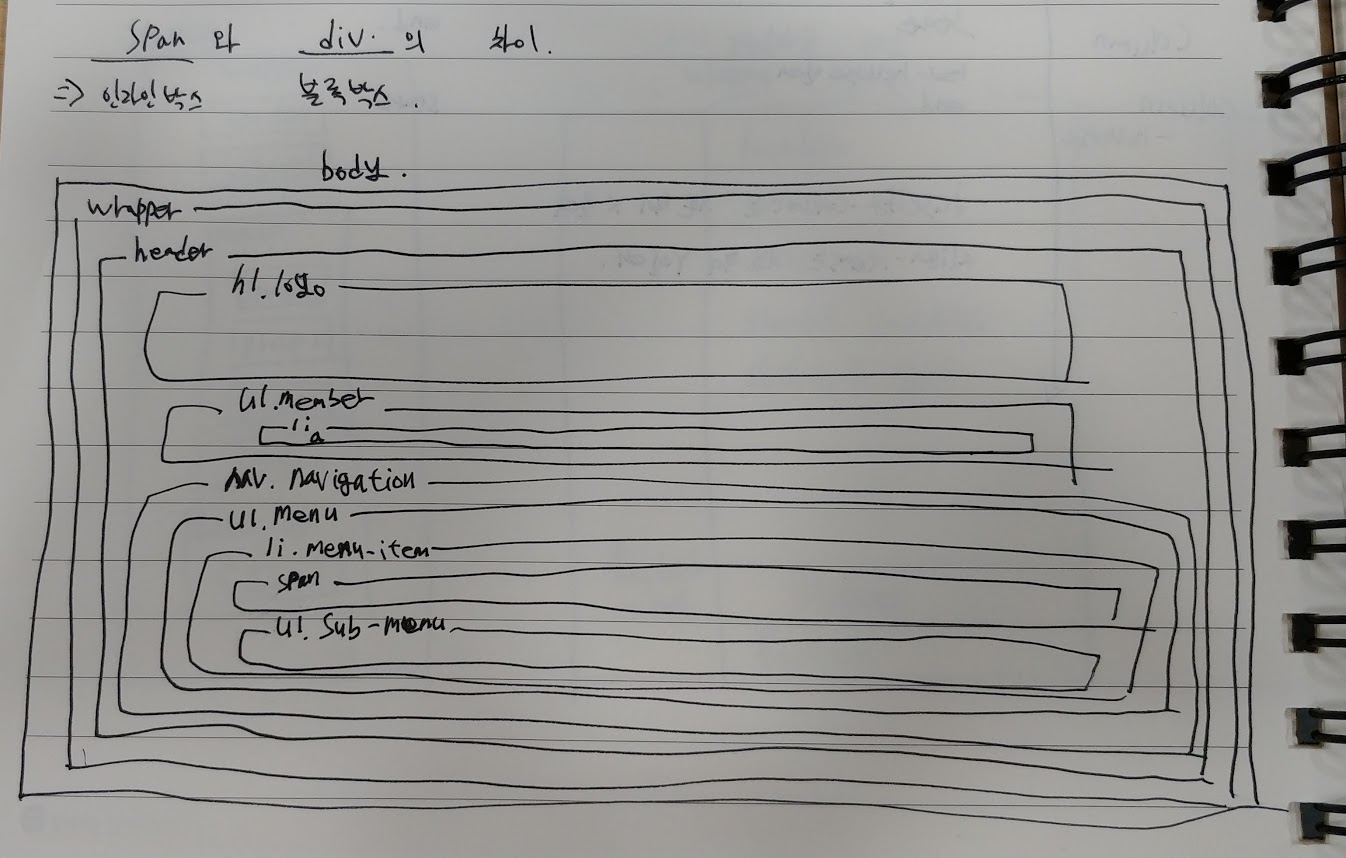 span 와 div. 의 차이.
=> 인라인박스 블록박스..
body.
wrapper
header
h1.logo
ul.member
li
a
nav. navigation
ul. menu
li. menu-item
span
ul. sub-menu